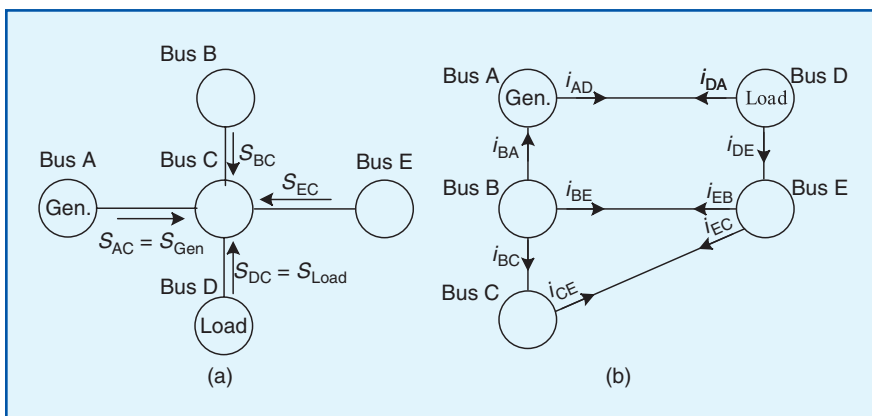 Bus B
Bus A
Bus C
S_BC
Bus E
S_EC
Gen.
S_AC = S_Gen
S_DC = S_Load
Bus D
Load
(a)
Bus A
Gen.
i_AD
i_DA
Load
Bus D
i_BA
i_DE
Bus B
i_BE
i_EB
Bus E
i_EC
i_BC
Bus C
i_CE
(b)